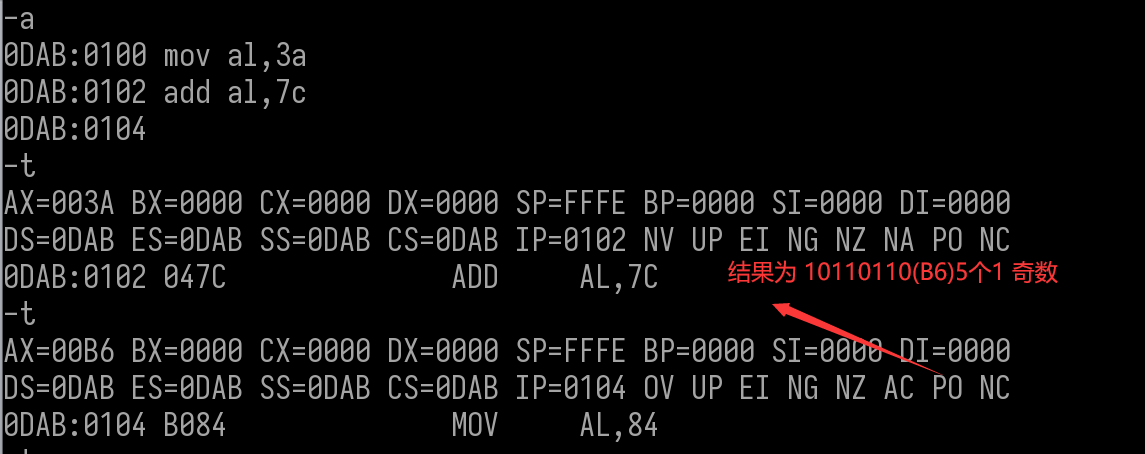 -a
0DAB:0100 mov al,3a
0DAB:0102 add al,7c
0DAB:0104
-t
AX=003A BX=0000 CX=0000 DX=0000 SP=FFFE BP=0000 SI=0000 DI=0000
DS=0DAB ES=0DAB SS=0DAB CS=0DAB IP=0102 NV UP EI NG NZ NA PO NC
0DAB:0102 047C ADD AL,7C
结果为 10110110(B6)5个1 奇数
-t
AX=00B6 BX=0000 CX=0000 DX=0000 SP=FFFE BP=0000 SI=0000 DI=0000
DS=0DAB ES=0DAB SS=0DAB CS=0DAB IP=0104 OV UP EI NG NZ AC PO NC
0DAB:0104 B084 MOV AL,84